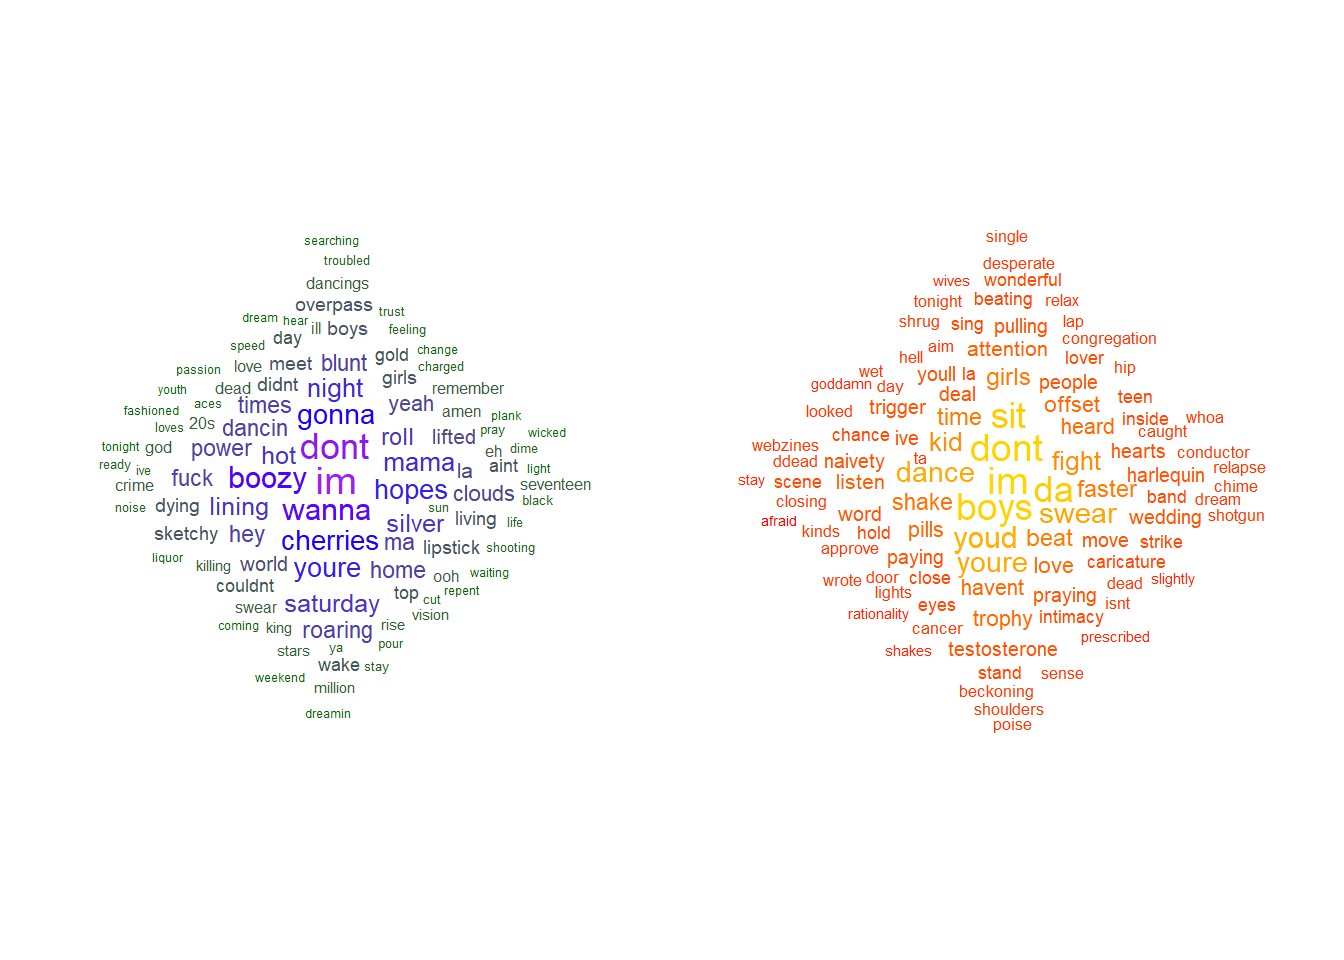 searching
troubled
dancings
overpass
trust
dream hear ill boys feeling
day
speed love meet blunt gold change
passion charged
youth dead didnt night girls remember
fashioned aces times gonna yeah amen plank
loves 20s dancin dont roll lifted pray wicked
tonight god power hot mama eh dime
ready ive la aint light
crime fuck boozy im hopes clouds seventeen
noise dying lining wanna sun black
silver living life
sketchy hey cherries ma lipstick shooting
liquor killing world youre home ooh waiting
couldnt top cut repent
swear saturday vision
coming king roaring rise
stars ya pour
wake stay
weekend million
dreamin
single
desperate
wives wonderful
tonight beating relax
shrug sing pulling lap
aim attention congregation
hell lover hip
wet youll la girls people
goddamn day deal teen
looked trigger time sit offset inside whoa
chance ive kid heard caught
webzines dont hearts conductor
ddead naivety ta fight relapse
stay scene listen dance im harlequin chime
closing shake da faster band dream
afraid word boys swear wedding shotgun
kinds hold pills youd beat move strike
approve paying youre love caricature
wrote door close havent dead slightly
lights eyes praying isnt
rationality trophy intimacy
cancer prescribed
shakes testosterone
stand sense
beckoning
shoulders
poise